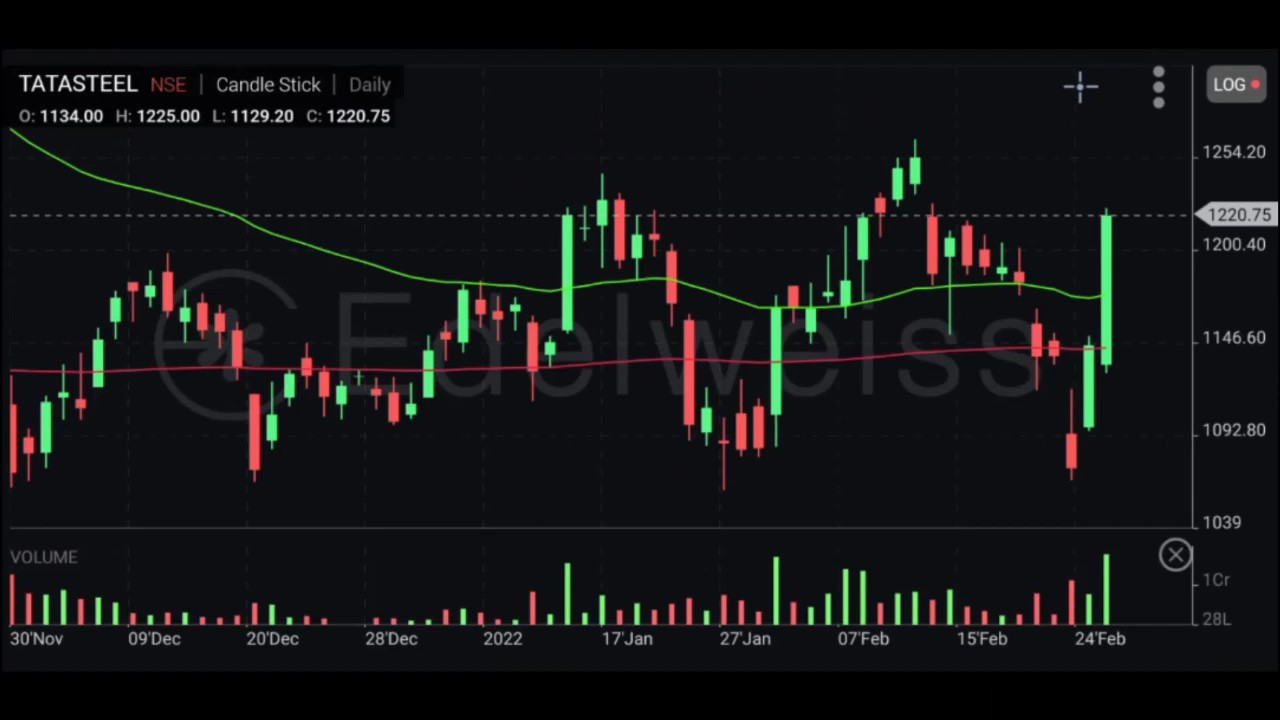 TATASTEEL NSE | Candle Stick | Daily
LOG
O: 1134.00 H: 1225.00 L: 1129.20 C: 1220.75
1254.20
1220.75
1200.40
Edelweiss
1146.60
1092.80
1039
VOLUME
1Cr
28L
30'Nov 09'Dec 20'Dec 28'Dec 2022 17'Jan 27'Jan 07'Feb 15'Feb 24'Feb